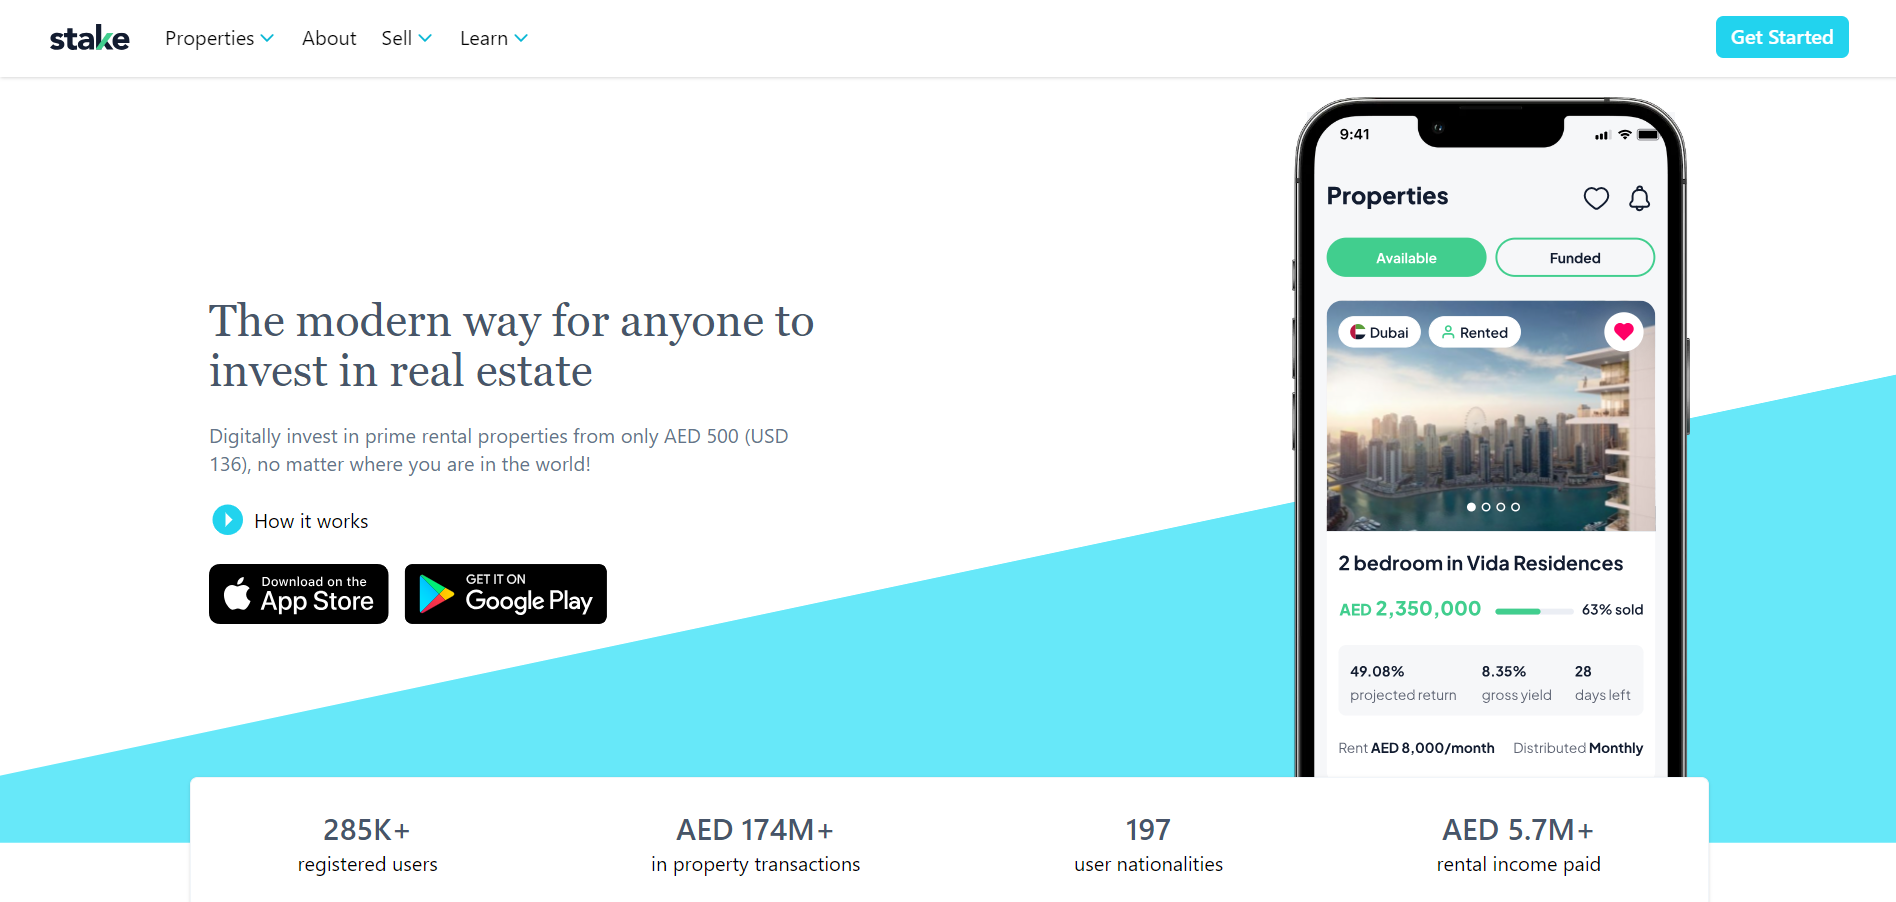 stake
Properties
About
Sell
Learn
Get Started
The modern way for anyone to
invest in real estate
Digitally invest in prime rental properties from only AED 500 (USD
136), no matter where you are in the world!
How it works
Download on the
App Store
GET IT ON
Google Play
9:41
Properties
Available
Funded
Dubai
Rented
2 bedroom in Vida Residences
AED 2,350,000
63% sold
49.08%
8.35%
28
projected return
gross yield
days left
Rent AED 8,000/month
Distributed Monthly
285K+
AED 174M+
197
AED 5.7M+
registered users
in property transactions
user nationalities
rental income paid